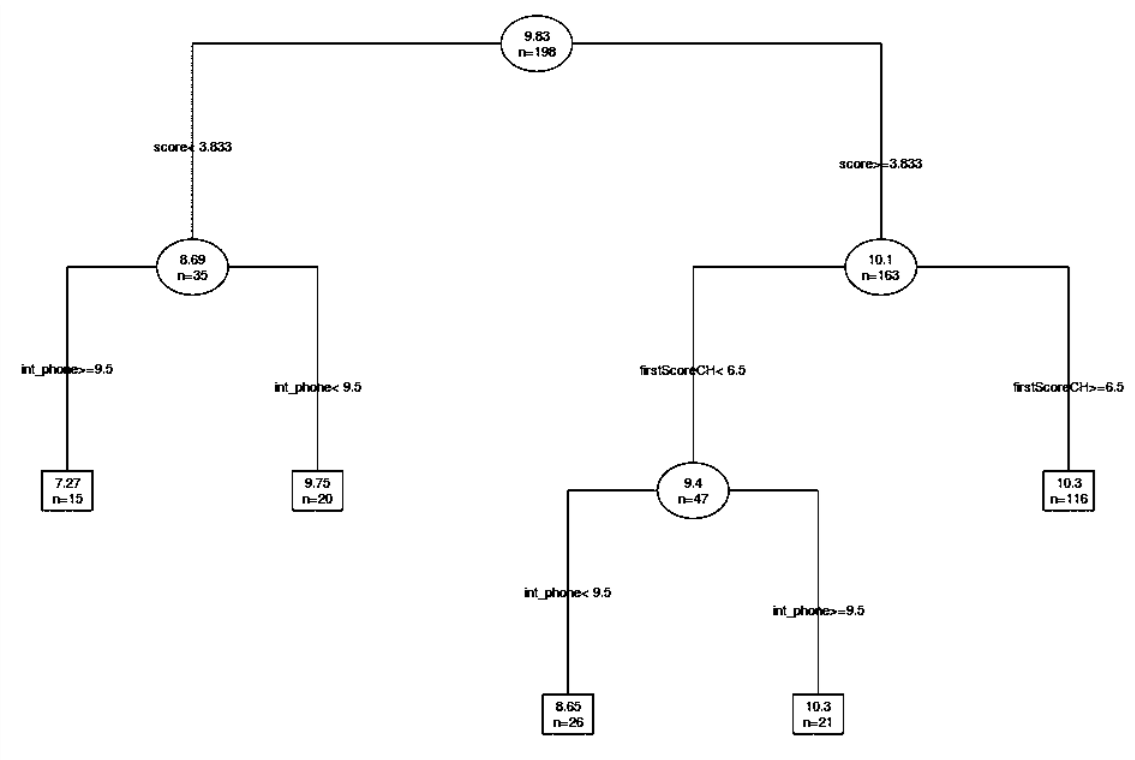 9.83
n=198
score< 3.833
score>=3.833
8.69
n=35
10.1
n=163
int_phone>=9.5
int_phone< 9.5
firstScoreCH< 6.5
firstScoreCH>=6.5
7.27
n=15
9.75
n=20
9.4
n=47
10.3
n=116
int_phone< 9.5
int_phone>=9.5
8.65
n=26
10.3
n=21